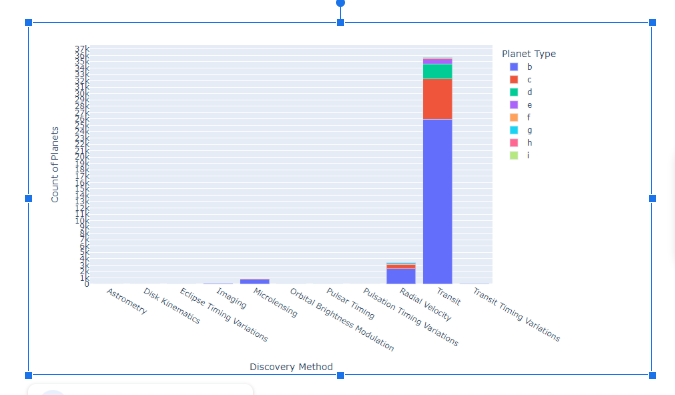 Planet Type
b
c
d
e
f
g
h
i
Count of Planets
37k
36k
35k
34k
33k
32k
31k
30k
29k
28k
27k
26k
25k
24k
23k
22k
21k
20k
19k
18k
17k
16k
15k
14k
13k
12k
11k
10k
9k
8k
7k
6k
5k
4k
3k
2k
1k
0
Astrometry
Disk Kinematics
Eclipse Timing Variations
Imaging
Microlensing
Orbital Brightness Modulation
Pulsar Timing
Pulsation Timing Variations
Radial Velocity
Transit
Transit Timing Variations
Discovery Method